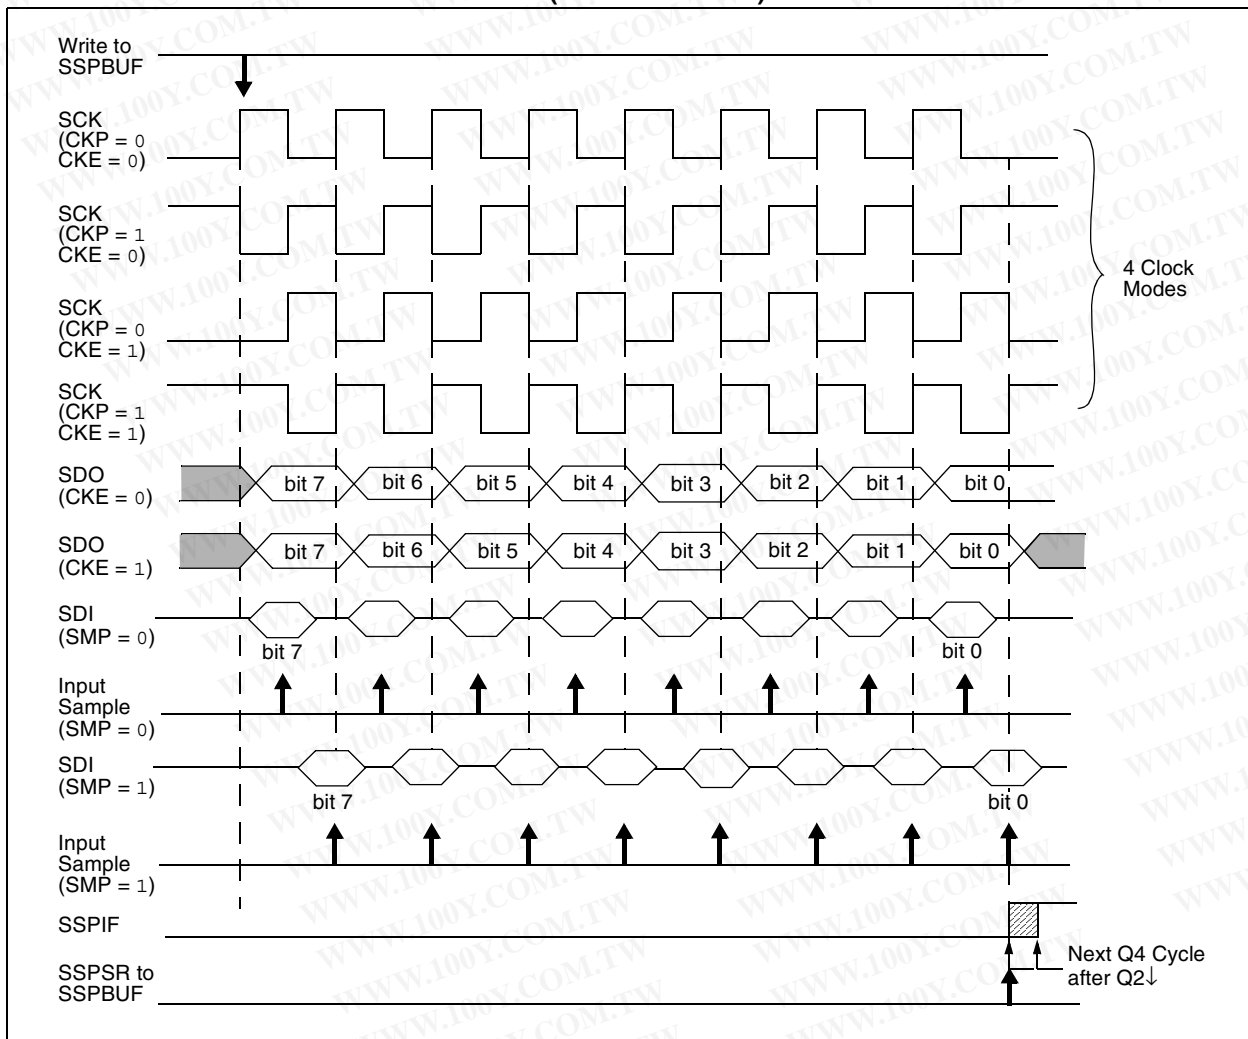 Write to
SSPBUF
SCK
(CKP = 0
CKE = 0)
SCK
(CKP = 1
CKE = 0)
SCK
(CKP = 0
CKE = 1)
SCK
(CKP = 1
CKE = 1)
4 Clock
Modes
SDO
(CKE = 0)
bit 7 bit 6 bit 5 bit 4 bit 3 bit 2 bit 1 bit 0
SDO
(CKE = 1)
bit 7 bit 6 bit 5 bit 4 bit 3 bit 2 bit 1 bit 0
SDI
(SMP = 0)
bit 7 bit 0
Input
Sample
(SMP = 0)
SDI
(SMP = 1)
bit 7 bit 0
Input
Sample
(SMP = 1)
SSPIF
Next Q4 Cycle
after Q2↓
SSPSR to
SSPBUF
WWW.100Y.COM.TW